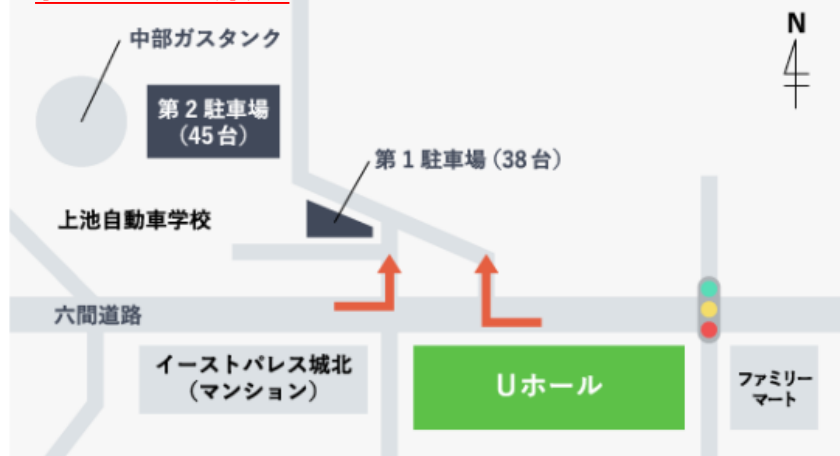 中部ガスタンク
N
第2駐車場
(45台)
第1駐車場(38台)
上池自動車学校
六間道路
イーストパレス城北
(マンション)
Uホール
ファミリー
マート